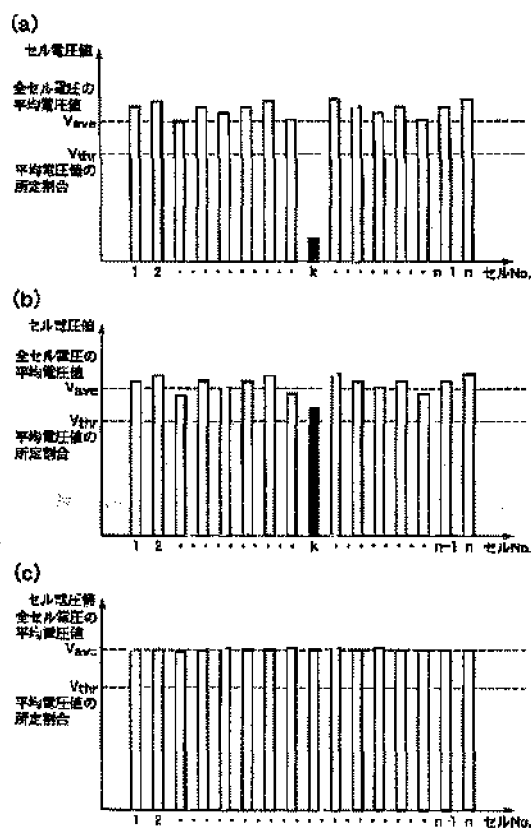 (a)
セル電圧値
全セル電圧の
平均電圧値
Vave
Vthr
平均電圧値の
所定割合
1 2 k n-1 n セルNo.
(b)
セル電圧値
全セル電圧の
平均電圧値
Vave
Vthr
平均電圧値の
所定割合
1 2 k n-1 n セルNo.
(c)
セル電圧値
全セル電圧の
平均電圧値
Vave
Vthr
平均電圧値の
所定割合
1 2 n-1 n セルNo.